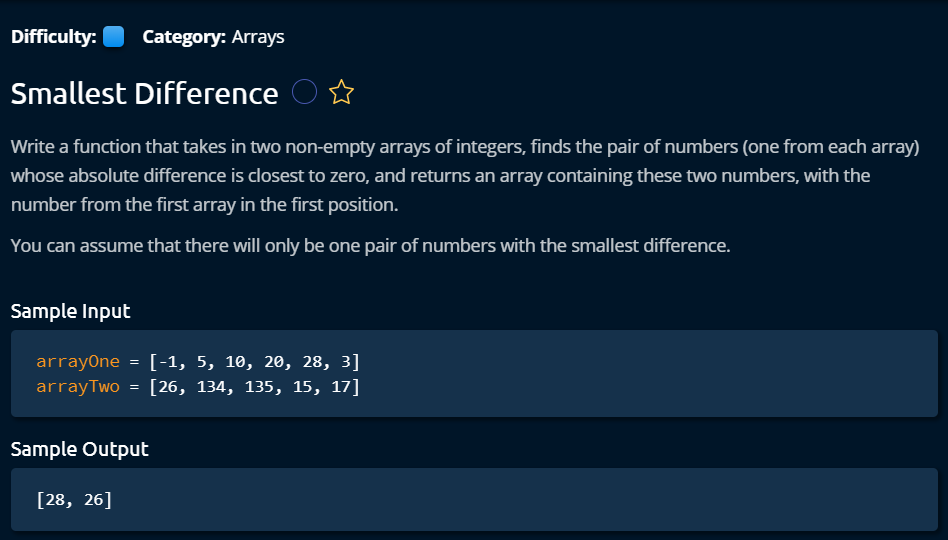 Difficulty: Category: Arrays
Smallest Difference
Write a function that takes in two non-empty arrays of integers, finds the pair of numbers (one from each array)
whose absolute difference is closest to zero, and returns an array containing these two numbers, with the
number from the first array in the first position.
You can assume that there will only be one pair of numbers with the smallest difference.
Sample Input
arrayOne = [-1, 5, 10, 20, 28, 3]
arrayTwo = [26, 134, 135, 15, 17]
Sample Output
[28, 26]